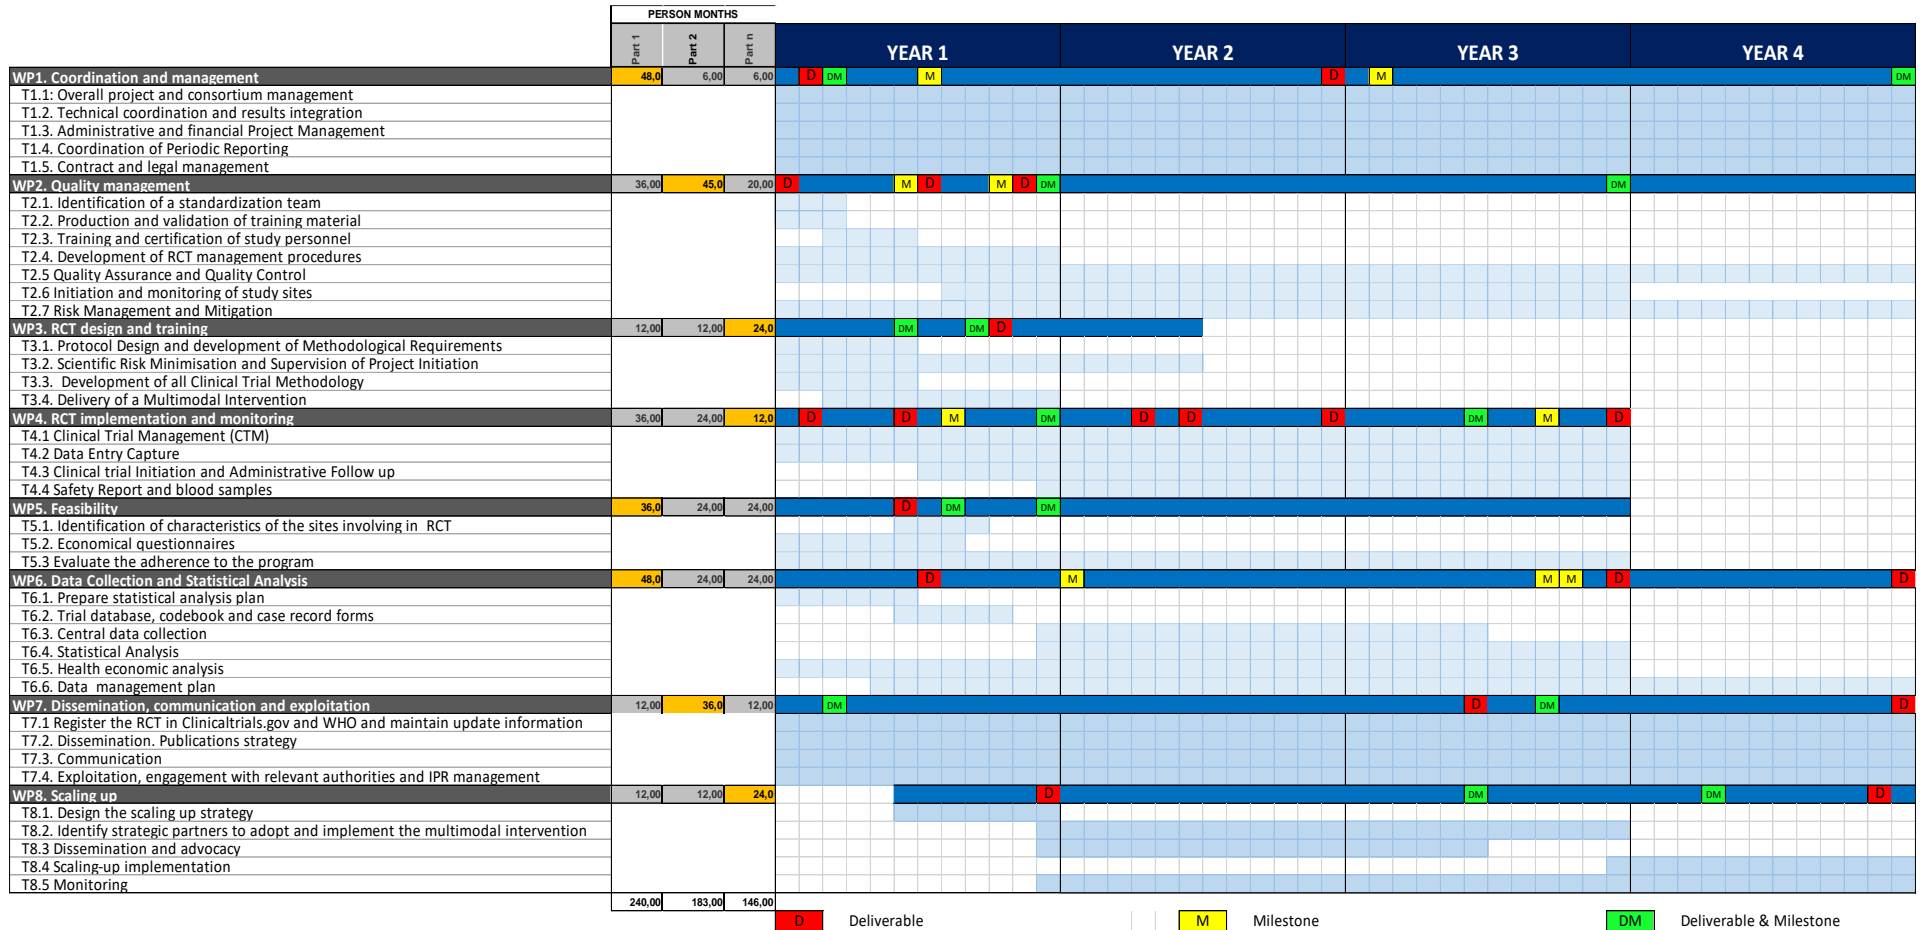 PERSON MONTHS
Part 1 Part 2 Part n YEAR 1 YEAR 2 YEAR 3 YEAR 4
WP1. Coordination and management 48,0 6,00 6,00 D DM M D M DM
T1.1: Overall project and consortium management
T1.2. Technical coordination and results integration
T1.3. Administrative and financial Project Management
T1.4. Coordination of Periodic Reporting
T1.5. Contract and legal management
WP2. Quality management 36,00 45,0 20,00 D M D M D DM DM
T2.1. Identification of a standardization team
T2.2. Production and validation of training material
T2.3. Training and certification of study personnel
T2.4. Development of RCT management procedures
T2.5 Quality Assurance and Quality Control
T2.6 Initiation and monitoring of study sites
T2.7 Risk Management and Mitigation
WP3. RCT design and training 12,00 12,00 24,0 DM DM D
T3.1. Protocol Design and development of Methodological Requirements
T3.2. Scientific Risk Minimisation and Supervision of Project Initiation
T3.3. Development of all Clinical Trial Methodology
T3.4. Delivery of a Multimodal Intervention
WP4. RCT implementation and monitoring 36,00 24,00 12,0 D D M DM D D D DM M D
T4.1 Clinical Trial Management (CTM)
T4.2 Data Entry Capture
T4.3 Clinical trial Initiation and Administrative Follow up
T4.4 Safety Report and blood samples
WP5. Feasibility 36,0 24,00 24,00 D DM DM
T5.1. Identification of characteristics of the sites involving in RCT
T5.2. Economical questionnaires
T5.3 Evaluate the adherence to the program
WP6. Data Collection and Statistical Analysis 48,0 24,00 24,00 D M M M D D
T6.1. Prepare statistical analysis plan
T6.2. Trial database, codebook and case record forms
T6.3. Central data collection
T6.4. Statistical Analysis
T6.5. Health economic analysis
T6.6. Data management plan
WP7. Dissemination, communication and exploitation 12,00 36,0 12,00 DM D DM D
T7.1 Register the RCT in Clinicaltrials.gov and WHO and maintain update information
T7.2. Dissemination. Publications strategy
T7.3. Communication
T7.4. Exploitation, engagement with relevant authorities and IPR management
WP8. Scaling up 12,00 12,00 24,0 D DM DM D
T8.1. Design the scaling up strategy
T8.2. Identify strategic partners to adopt and implement the multimodal intervention
T8.3 Dissemination and advocacy
T8.4 Scaling-up implementation
T8.5 Monitoring
240,00 183,00 146,00
D Deliverable M Milestone DM Deliverable & Milestone